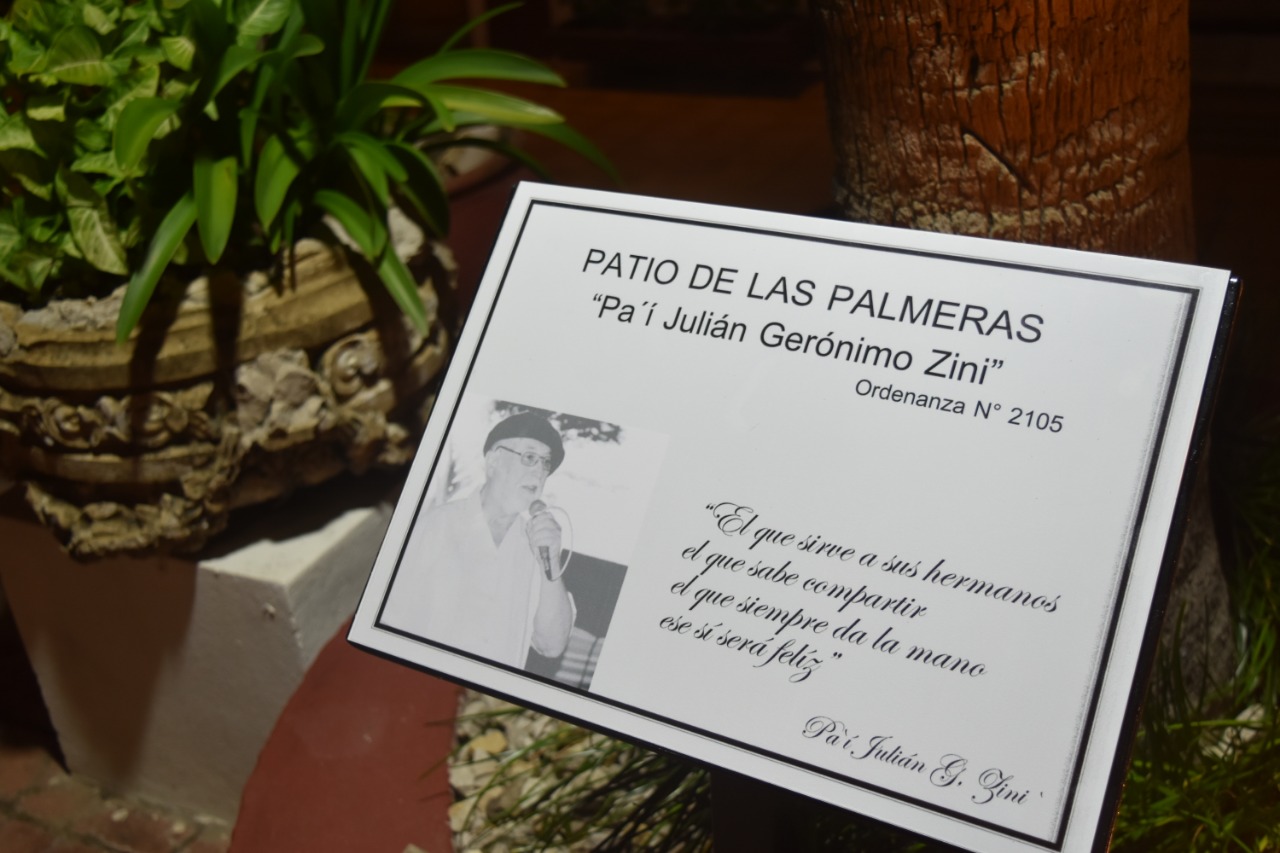 PATIO DE LAS PALMERAS
“Pa´í Julián Gerónimo Zini”
Ordenanza N° 2105
“El que sirve a sus hermanos
el que sabe compartir
el que siempre da la mano
ese sí será felíz”
Pa`í Julián G. Zini `